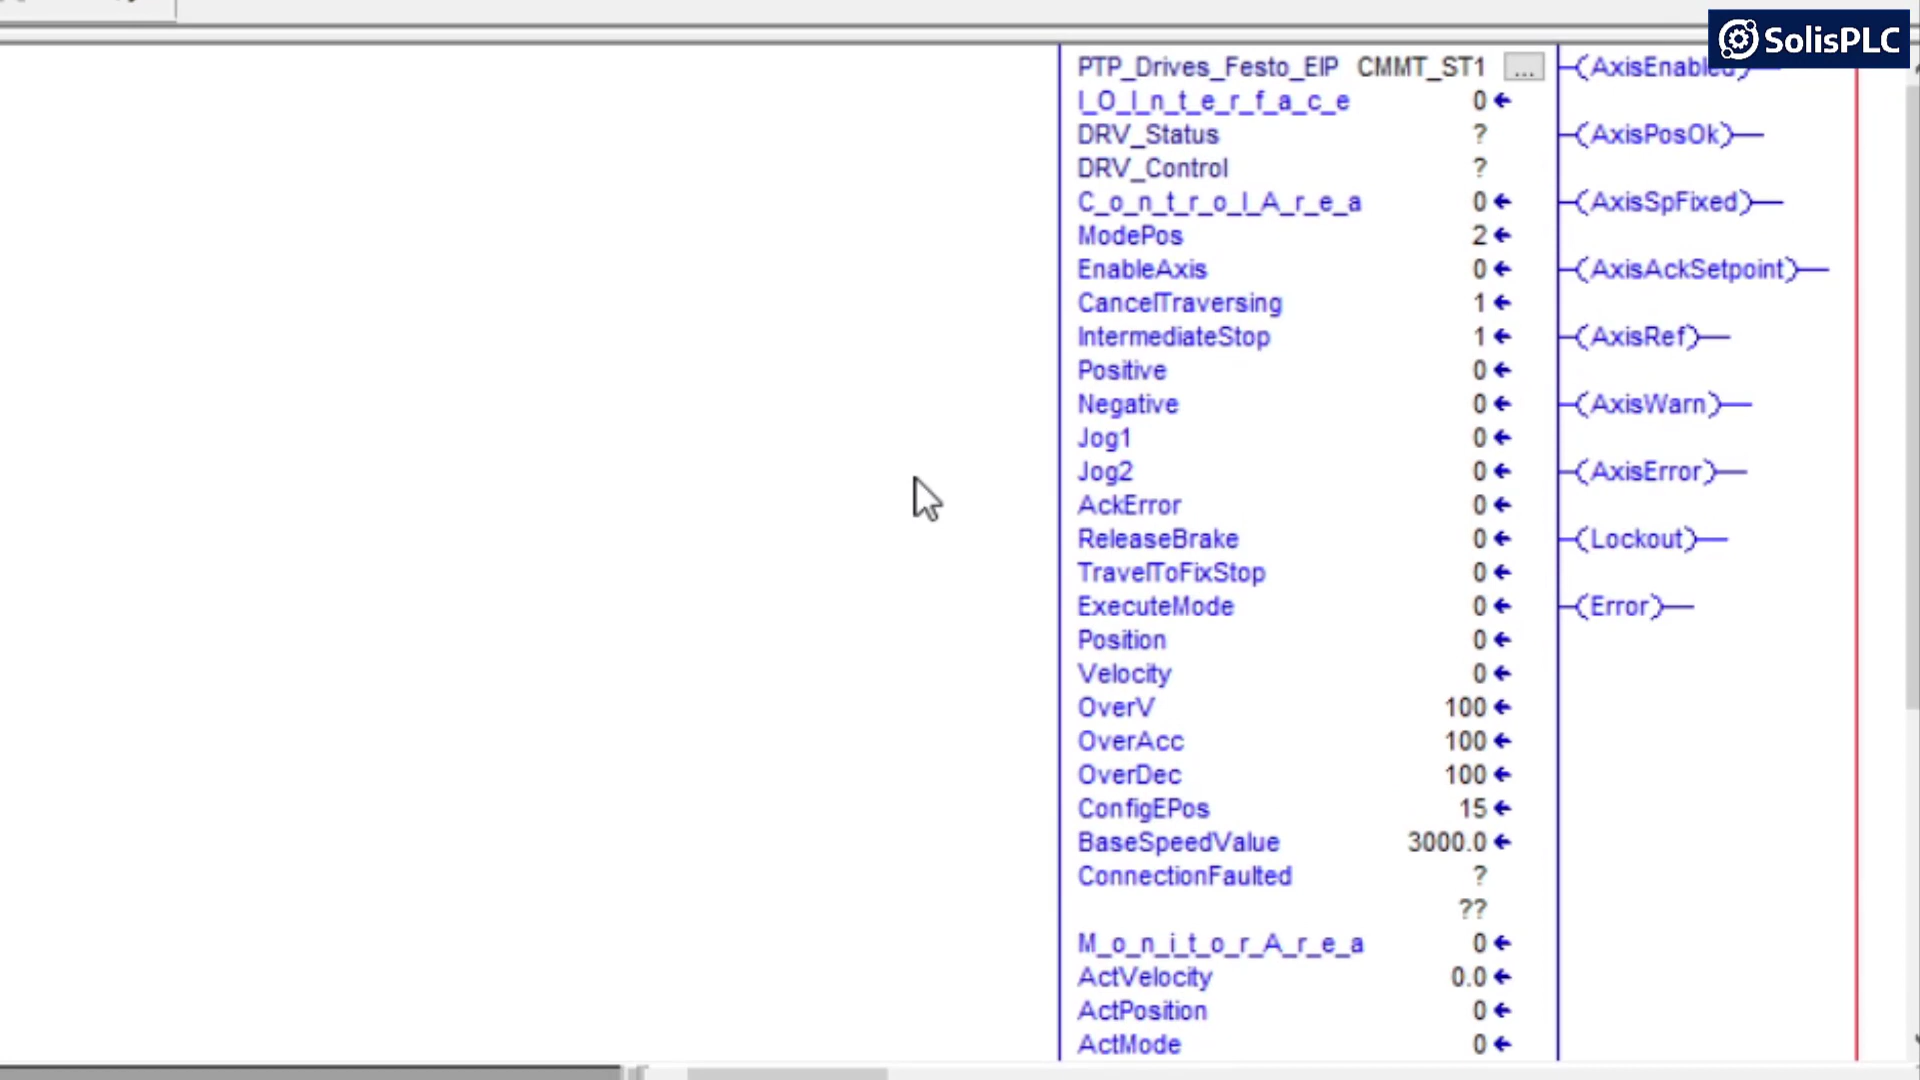 SolisPLC
PTP_Drives_Festo_EIP CMMT_ST1 ... (AxisEnabled)
I_O_I_n_t_e_r_f_a_c_e 0
DRV_Status ? (AxisPosOk)
DRV_Control ?
C_o_n_t_r_o_l_A_r_e_a 0 (AxisSpFixed)
ModePos 2
EnableAxis 0 (AxisAckSetpoint)
CancelTraversing 1
IntermediateStop 1 (AxisRef)
Positive 0
Negative 0 (AxisWarn)
Jog1 0
Jog2 0 (AxisError)
AckError 0
ReleaseBrake 0 (Lockout)
TravelToFixStop 0
ExecuteMode 0 (Error)
Position 0
Velocity 0
OverV 100
OverAcc 100
OverDec 100
ConfigEPos 15
BaseSpeedValue 3000.0
ConnectionFaulted ?
??
M_o_n_i_t_o_r_A_r_e_a 0
ActVelocity 0.0
ActPosition 0
ActMode 0